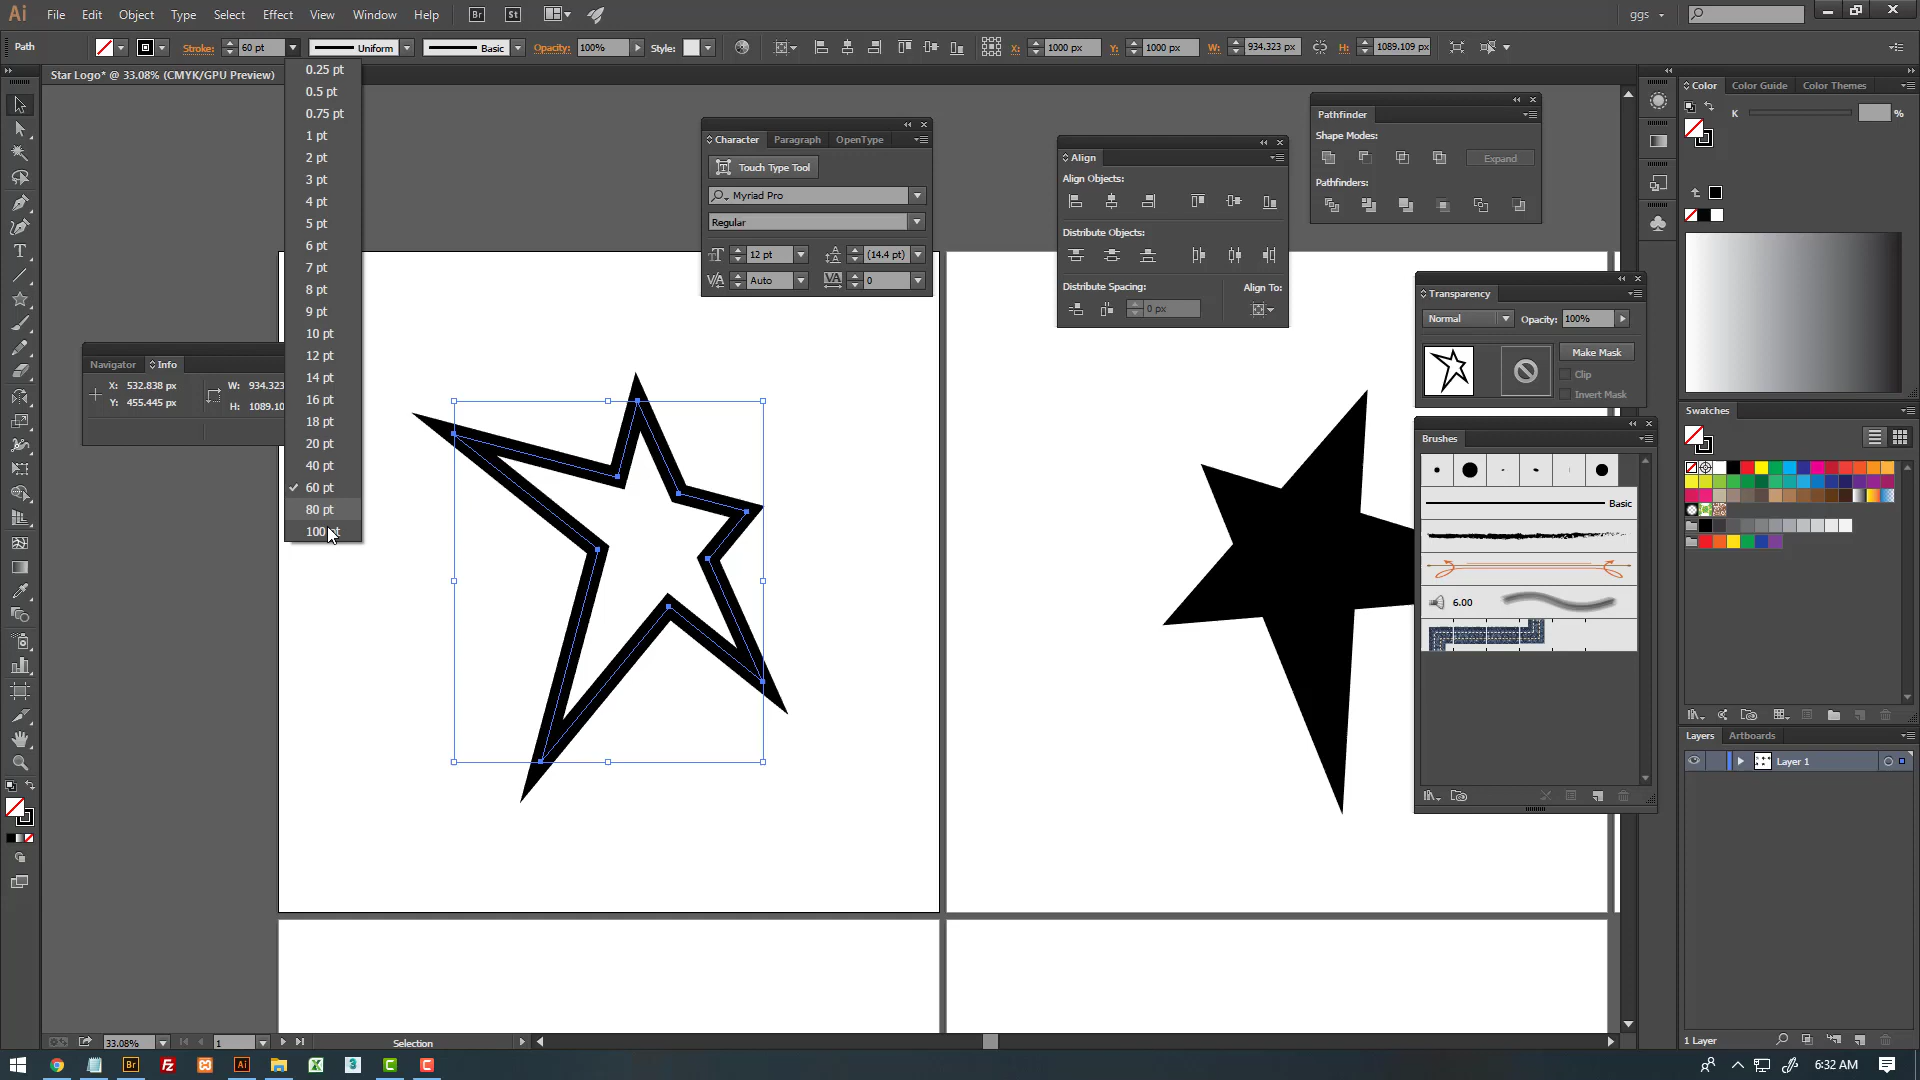 Ai File Edit Object Type Select Effect View Window Help Br St ggs
Path Stroke: 60 pt Uniform Basic Opacity: 100% Style: X: 1000 px Y: 1000 px W: 934.323 px H: 1089.109 px
Star Logo* @ 33.08% (CMYK/GPU Preview)
0.25 pt
0.5 pt
0.75 pt
1 pt
2 pt
3 pt
4 pt
5 pt
6 pt
7 pt
8 pt
9 pt
10 pt
12 pt
14 pt
16 pt
18 pt
20 pt
40 pt
60 pt
80 pt
100 pt
Navigator Info
X: 532.838 px
Y: 455.445 px
W: 934.323
H: 1089.10
Character Paragraph OpenType
Touch Type Tool
Myriad Pro
Regular
12 pt (14.4 pt)
Auto 0
Align
Align Objects:
Distribute Objects:
Distribute Spacing: Align To:
0 px
Pathfinder
Shape Modes:
Expand
Pathfinders:
Transparency
Normal Opacity: 100%
Make Mask
Clip
Invert Mask
Brushes
Basic
6.00
Color Color Guide Color Themes
K %
Swatches
Layers Artboards
Layer 1
1 Layer
33.08% 1 Selection
Br Fz Ai 6:32 AM